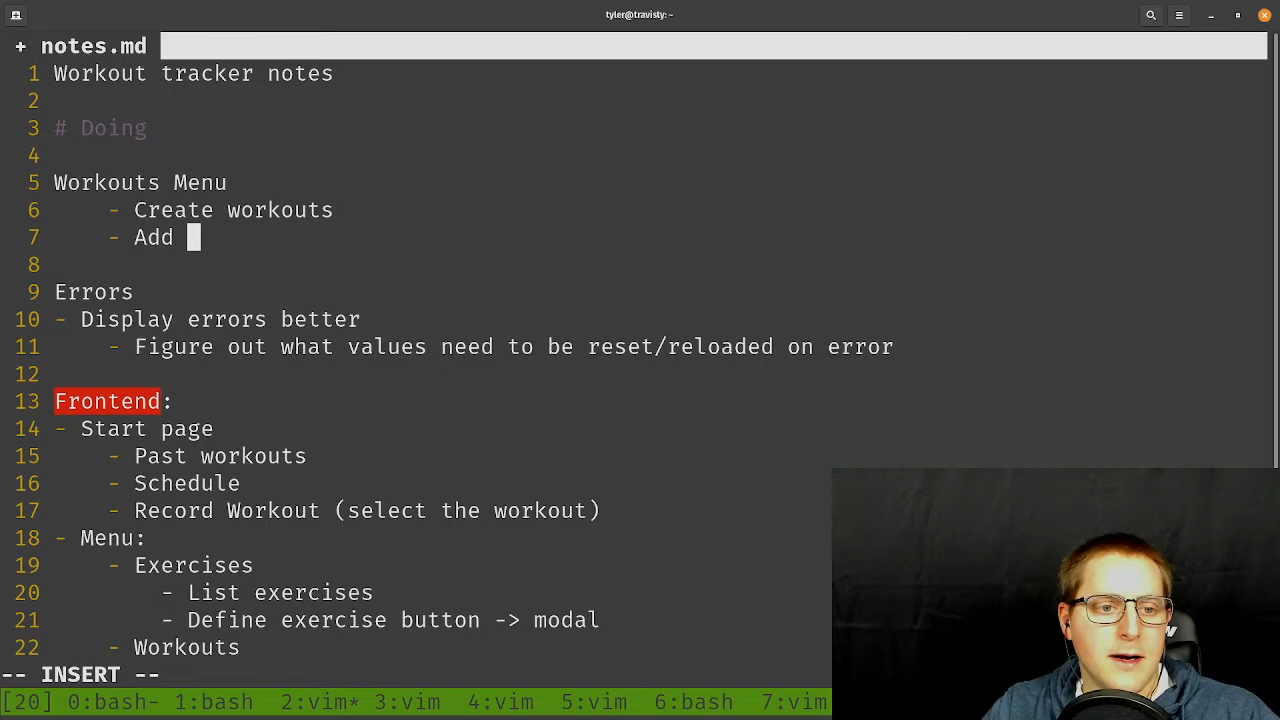 tyler@travisty: ~
+ notes.md
1 Workout tracker notes
2
3 # Doing
4
5 Workouts Menu
6 - Create workouts
7 - Add
8
9 Errors
10 - Display errors better
11 - Figure out what values need to be reset/reloaded on error
12
13 Frontend:
14 - Start page
15 - Past workouts
16 - Schedule
17 - Record Workout (select the workout)
18 - Menu:
19 - Exercises
20 - List exercises
21 - Define exercise button -> modal
22 - Workouts
-- INSERT --
[20] 0:bash- 1:bash 2:vim* 3:vim 4:vim 5:vim 6:bash 7:vim